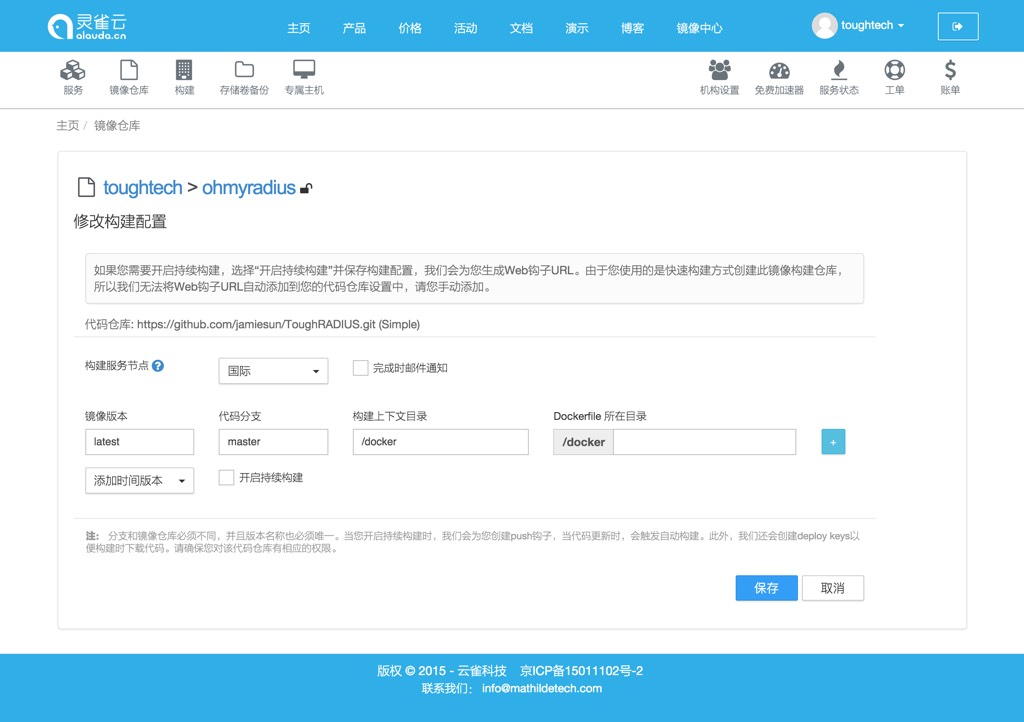 灵雀云
alauda.cn
主页 产品 价格 活动 文档 演示 博客 镜像中心
toughtech
服务 镜像仓库 构建 存储卷备份 专属主机
机构设置 免费加速器 服务状态 工单 账单
主页 / 镜像仓库
toughtech > ohmyradius
修改构建配置
如果您需要开启持续构建，选择“开启持续构建”并保存构建配置，我们会为您生成Web钩子URL。由于您使用的是快速构建方式创建此镜像构建仓库，
所以我们无法将Web钩子URL自动添加到您的代码仓库设置中，请您手动添加。
代码仓库: https://github.com/jamiesun/ToughRADIUS.git (Simple)
构建服务节点 ? 国际 完成时邮件通知
镜像版本 代码分支 构建上下文目录 Dockerfile 所在目录
latest master /docker /docker +
添加时间版本 开启持续构建
注: 分支和镜像仓库必须不同，并且版本名称也必须唯一。当您开启持续构建时，我们会为您创建push钩子，当代码更新时，会触发自动构建。此外，我们还会创建deploy keys以
便构建时下载代码。请确保您对该代码仓库有相应的权限。
保存 取消
版权 © 2015 - 云雀科技 京ICP备15011102号-2
联系我们： info@mathildetech.com